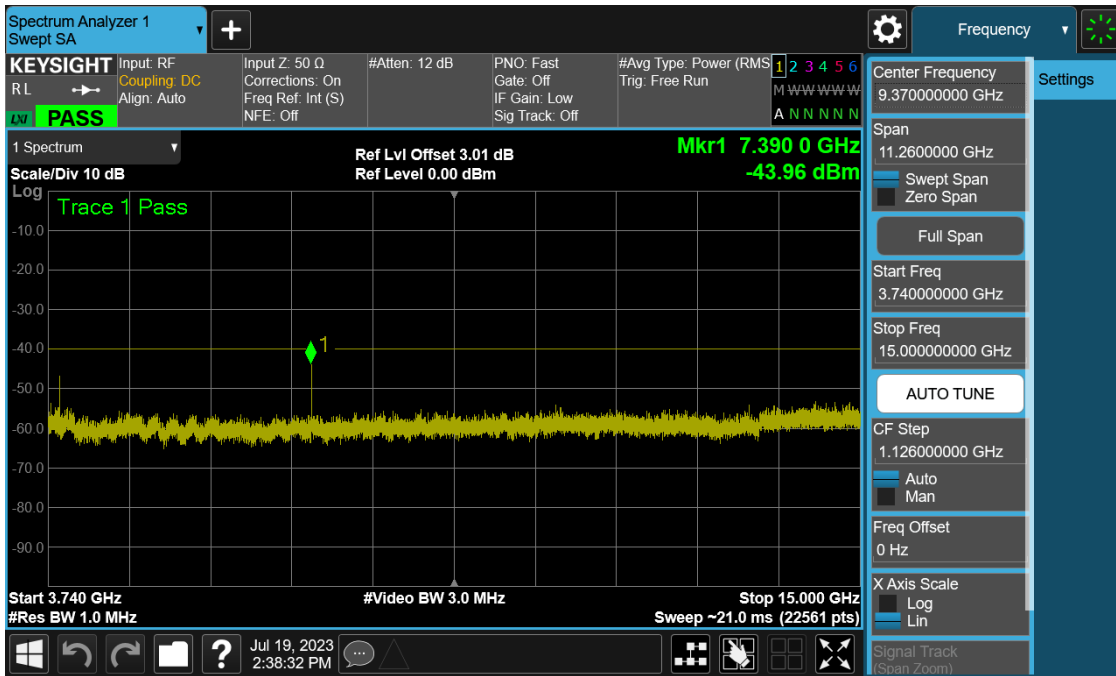 Spectrum Analyzer 1
Swept SA
+
Frequency
KEYSIGHT
RL
LXI PASS
Input: RF
Coupling: DC
Align: Auto
Input Z: 50 Ω
Corrections: On
Freq Ref: Int (S)
NFE: Off
#Atten: 12 dB
PNO: Fast
Gate: Off
IF Gain: Low
Sig Track: Off
#Avg Type: Power (RMS
Trig: Free Run
1 2 3 4 5 6
M W W W W W
A N N N N N
1 Spectrum
Scale/Div 10 dB
Ref Lvl Offset 3.01 dB
Ref Level 0.00 dBm
Mkr1 7.390 0 GHz
-43.96 dBm
Log
Trace 1 Pass
-10.0
-20.0
-30.0
-40.0
1
-50.0
-60.0
-70.0
-80.0
-90.0
Start 3.740 GHz
#Video BW 3.0 MHz
Stop 15.000 GHz
#Res BW 1.0 MHz
Sweep ~21.0 ms (22561 pts)
Center Frequency
9.370000000 GHz
Settings
Span
11.2600000 GHz
Swept Span
Zero Span
Full Span
Start Freq
3.740000000 GHz
Stop Freq
15.000000000 GHz
AUTO TUNE
CF Step
1.126000000 GHz
Auto
Man
Freq Offset
0 Hz
X Axis Scale
Log
Lin
Signal Track
(Span Zoom)
?
Jul 19, 2023
2:38:32 PM